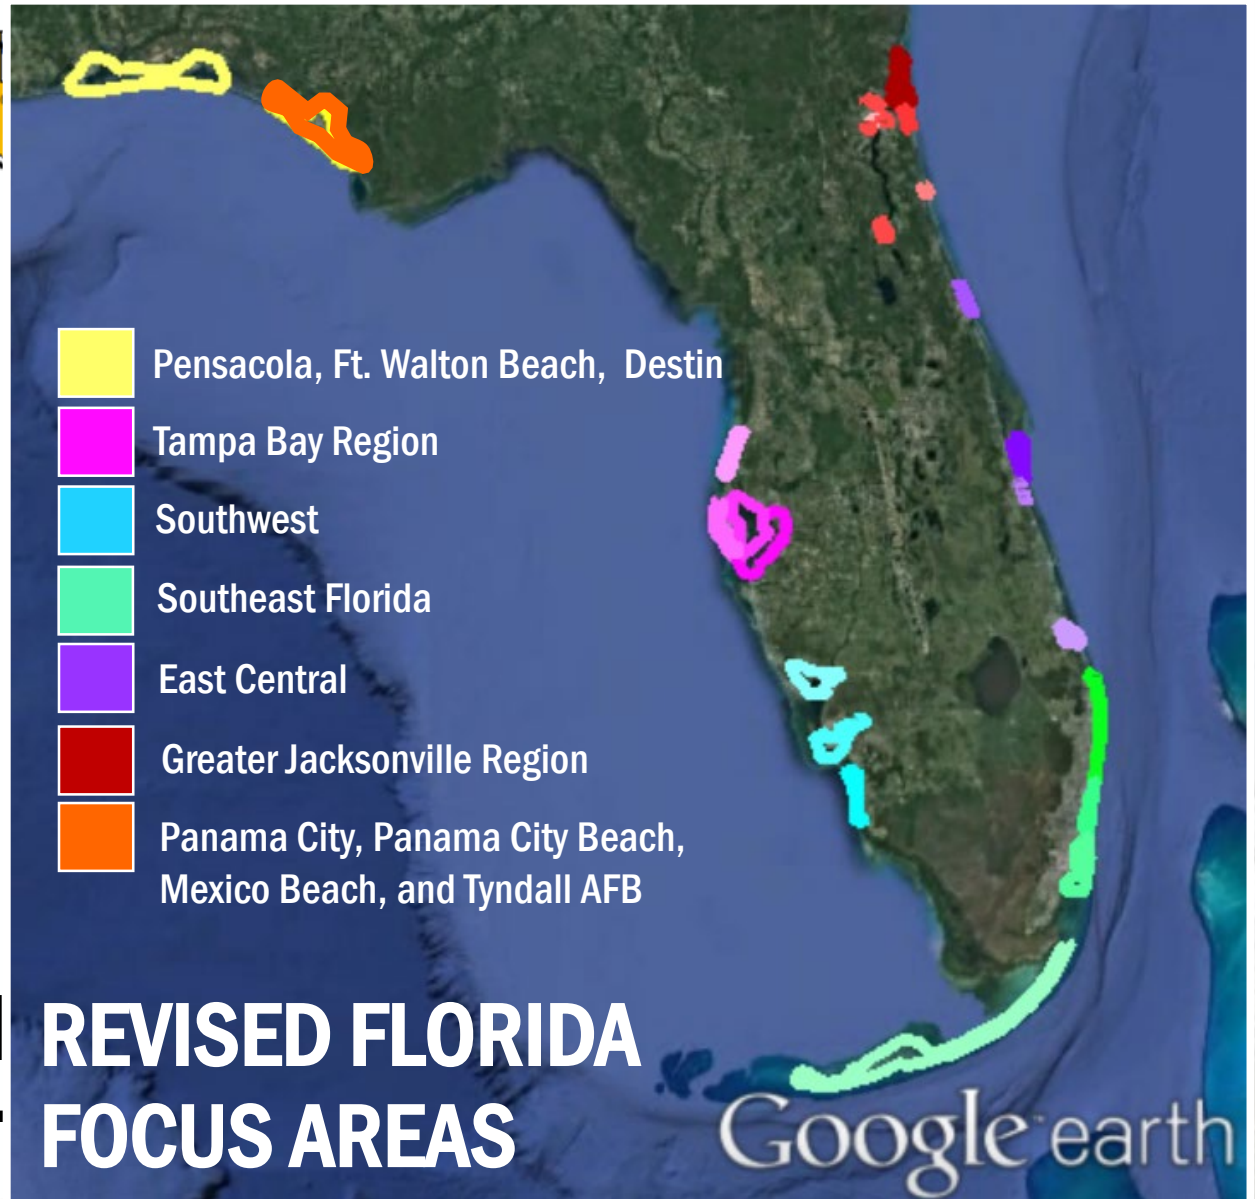 Pensacola, Ft. Walton Beach, Destin
Tampa Bay Region
Southwest
Southeast Florida
East Central
Greater Jacksonville Region
Panama City, Panama City Beach,
Mexico Beach, and Tyndall AFB
REVISED FLORIDA
FOCUS AREAS
Google earth